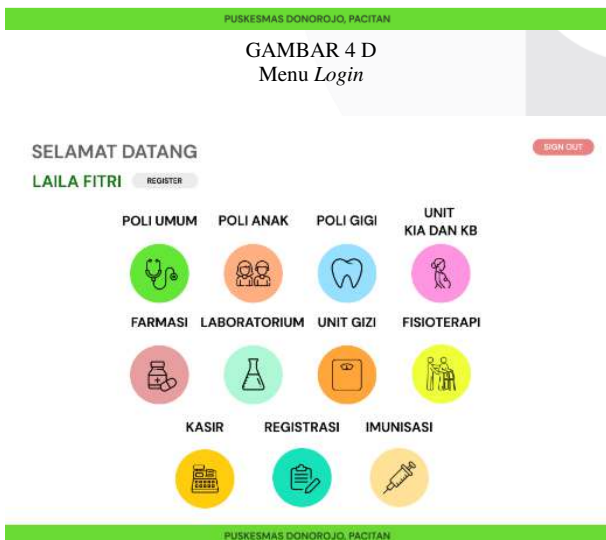 PUSKESMAS DONOROJO, PACITAN
GAMBAR 4 D
Menu Login
SELAMAT DATANG
SIGN OUT
LAILA FITRI
REGISTER
POLI UMUM
POLI ANAK
POLI GIGI
UNIT
KIA DAN KB
FARMASI
LABORATORIUM
UNIT GIZI
FISIOTERAPI
KASIR
REGISTRASI
IMUNISASI
PUSKESMAS DONOROJO, PACITAN